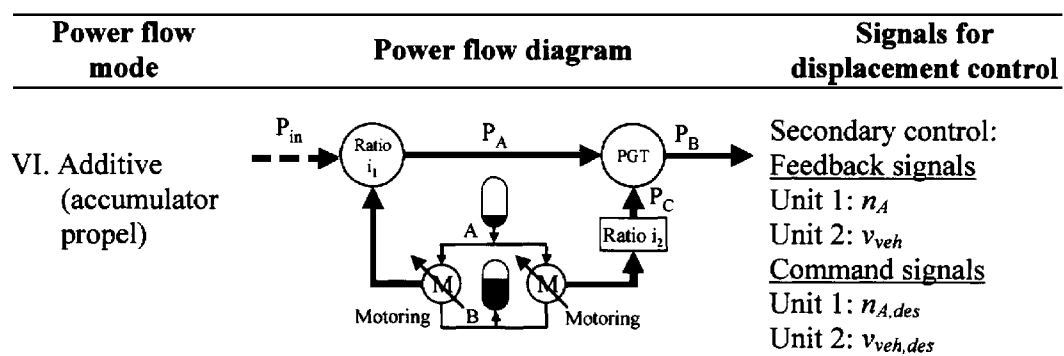 Power flow mode
Power flow diagram
Signals for displacement control
VI. Additive
(accumulator
propel)
P_in
Ratio
i_1
P_A
PGT
P_B
P_C
Ratio i_2
A
M
B
M
Motoring
Motoring
Secondary control:
Feedback signals
Unit 1: n_A
Unit 2: v_veh
Command signals
Unit 1: n_A,des
Unit 2: v_veh,des